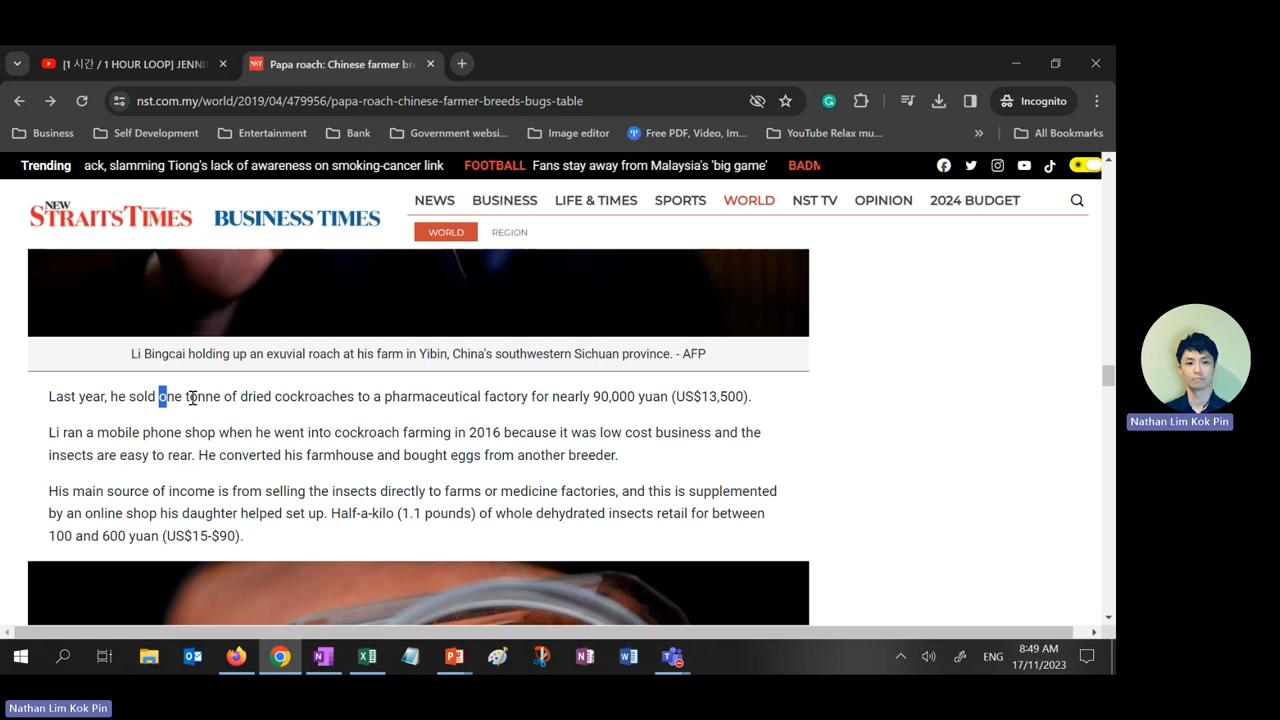 [1 시간 / 1 HOUR LOOP] JENNI
Papa roach: Chinese farmer br
nst.com.my/world/2019/04/479956/papa-roach-chinese-farmer-breeds-bugs-table
Incognito
Business
Self Development
Entertainment
Bank
Government websi...
Image editor
Free PDF, Video, Im...
YouTube Relax mu...
All Bookmarks
Trending
ack, slamming Tiong's lack of awareness on smoking-cancer link
FOOTBALL Fans stay away from Malaysia's 'big game'
BADM
NEW STRAITS TIMES
BUSINESS TIMES
NEWS BUSINESS LIFE & TIMES SPORTS WORLD NST TV OPINION 2024 BUDGET
WORLD REGION
Li Bingcai holding up an exuvial roach at his farm in Yibin, China's southwestern Sichuan province. - AFP
Last year, he sold one tonne of dried cockroaches to a pharmaceutical factory for nearly 90,000 yuan (US$13,500).
Li ran a mobile phone shop when he went into cockroach farming in 2016 because it was low cost business and the
insects are easy to rear. He converted his farmhouse and bought eggs from another breeder.
His main source of income is from selling the insects directly to farms or medicine factories, and this is supplemented
by an online shop his daughter helped set up. Half-a-kilo (1.1 pounds) of whole dehydrated insects retail for between
100 and 600 yuan (US$15-$90).
Nathan Lim Kok Pin
ENG
8:49 AM
17/11/2023
Nathan Lim Kok Pin